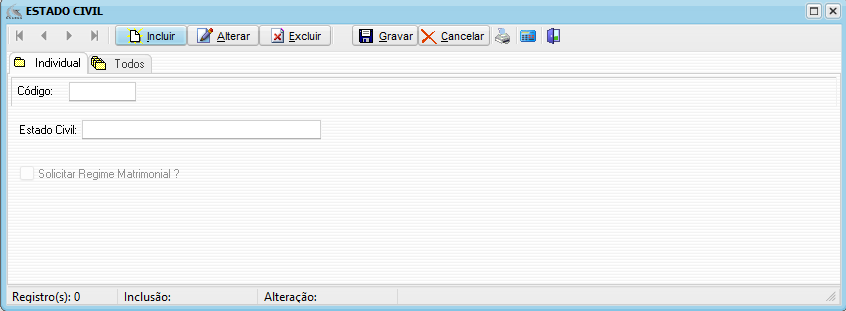 ESTADO CIVIL
Incluir Alterar Excluir Gravar Cancelar
Individual Todos
Código:
Estado Civil:
Solicitar Regime Matrimonial ?
Registro(s): 0 Inclusão: Alteração: